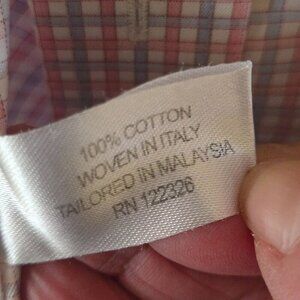 100% COTTON
WOVEN IN ITALY
TAILORED IN MALAYSIA
RN 122326